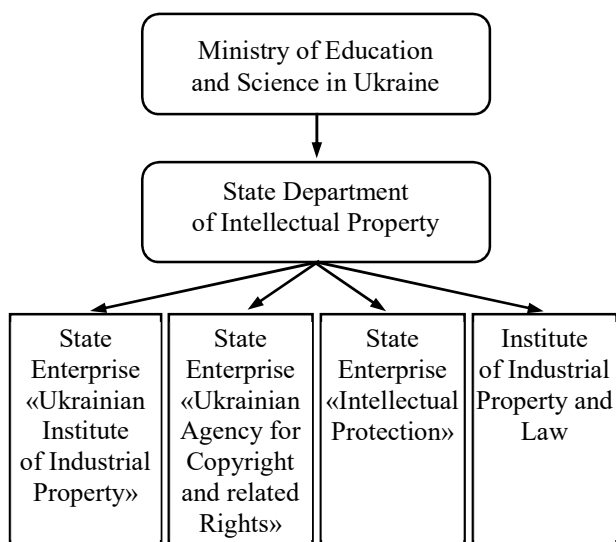 Ministry of Education
and Science in Ukraine
State Department
of Intellectual Property
State
Enterprise
«Ukrainian
Institute
of Industrial
Property»
State
Enterprise
«Ukrainian
Agency for
Copyright
and related
Rights»
State
Enterprise
«Intellectual
Protection»
Institute
of Industrial
Property and
Law